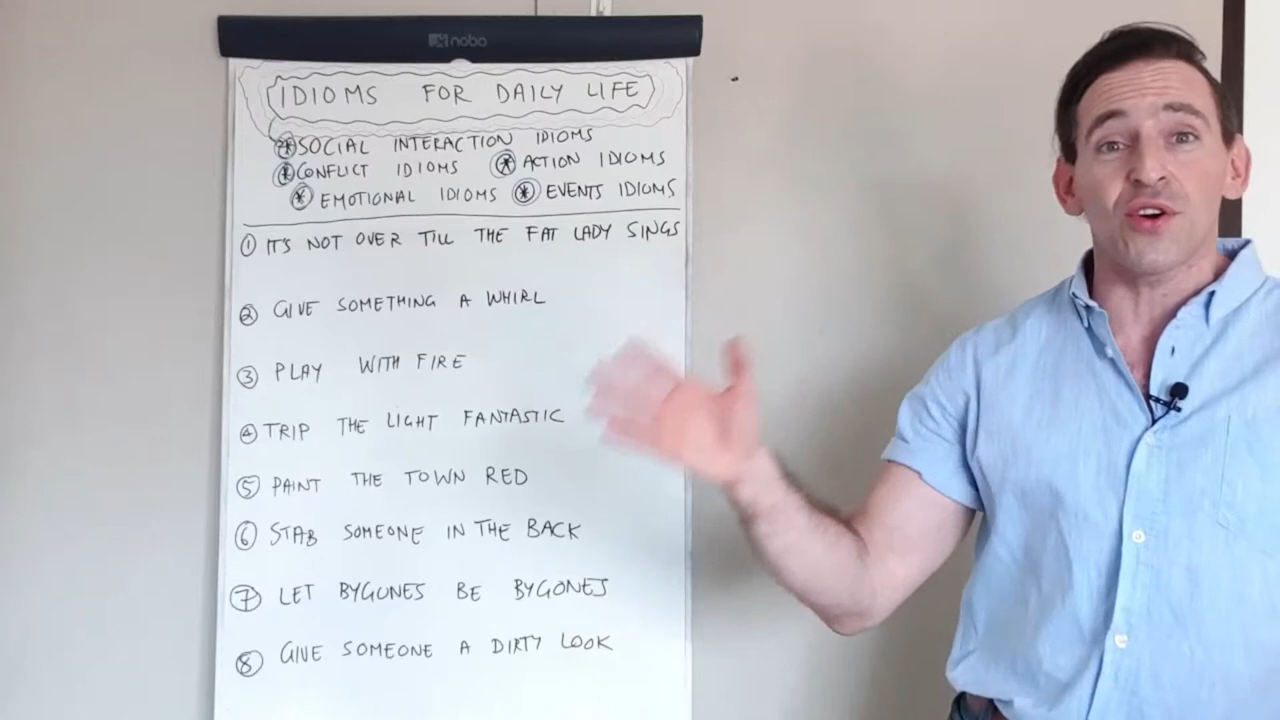 nobo
IDIOMS FOR DAILY LIFE
* SOCIAL INTERACTION IDIOMS
* CONFLICT IDIOMS * ACTION IDIOMS
* EMOTIONAL IDIOMS * EVENTS IDIOMS
1 IT'S NOT OVER TILL THE FAT LADY SINGS
2 GIVE SOMETHING A WHIRL
3 PLAY WITH FIRE
4 TRIP THE LIGHT FANTASTIC
5 PAINT THE TOWN RED
6 STAB SOMEONE IN THE BACK
7 LET BYGONES BE BYGONES
8 GIVE SOMEONE A DIRTY LOOK